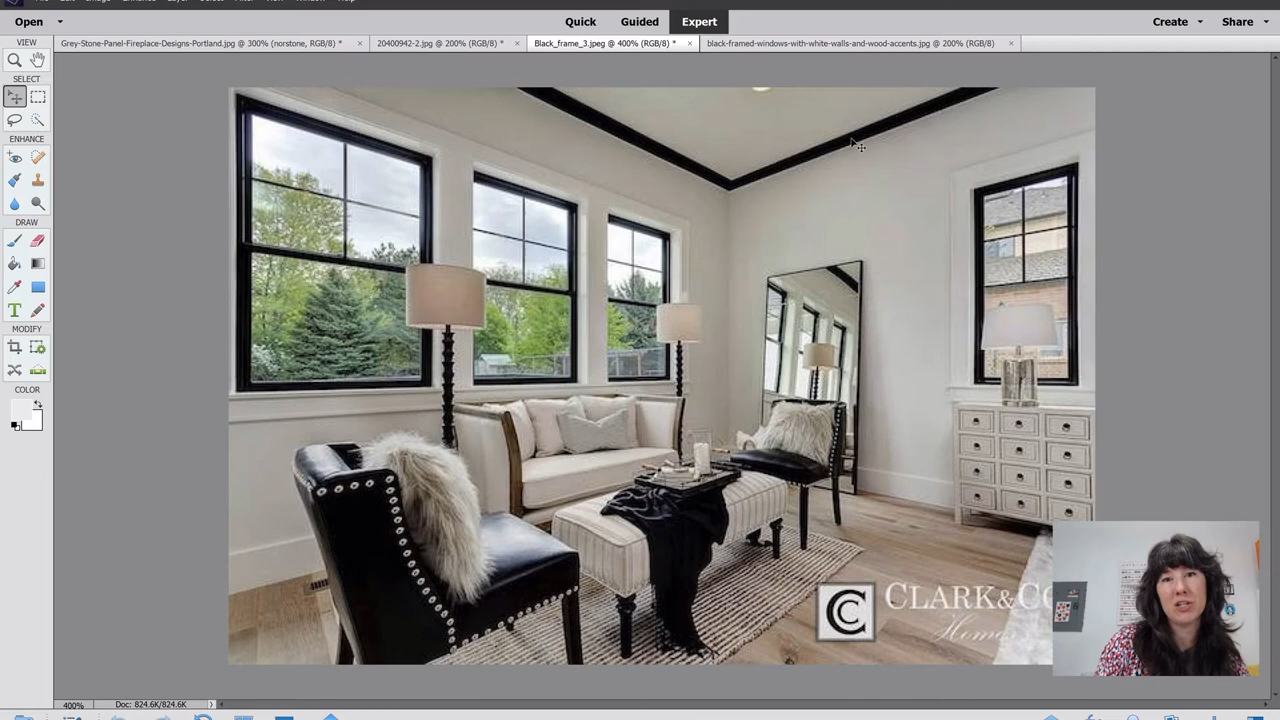 Open
Quick
Guided
Expert
Create
Share
VIEW
Grey-Stone-Panel-Fireplace-Designs-Portland.jpg @ 300% (norstone, RGB/8) *
20400942-2.jpg @ 200% (RGB/8) *
Black_frame_3.jpeg @ 400% (RGB/8) *
black-framed-windows-with-white-walls-and-wood-accents.jpg @ 200% (RGB/8)
SELECT
ENHANCE
DRAW
MODIFY
COLOR
CLARK&CO
Homes
400%
Doc: 824.6K/824.6K